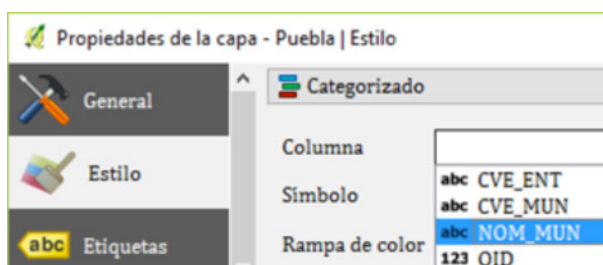 Propiedades de la capa - Puebla | Estilo
General
Categorizado
Columna
Estilo
abc CVE_ENT
Símbolo
abc CVE_MUN
abc NOM_MUN
abc Etiquetas
Rampa de color
123 OID